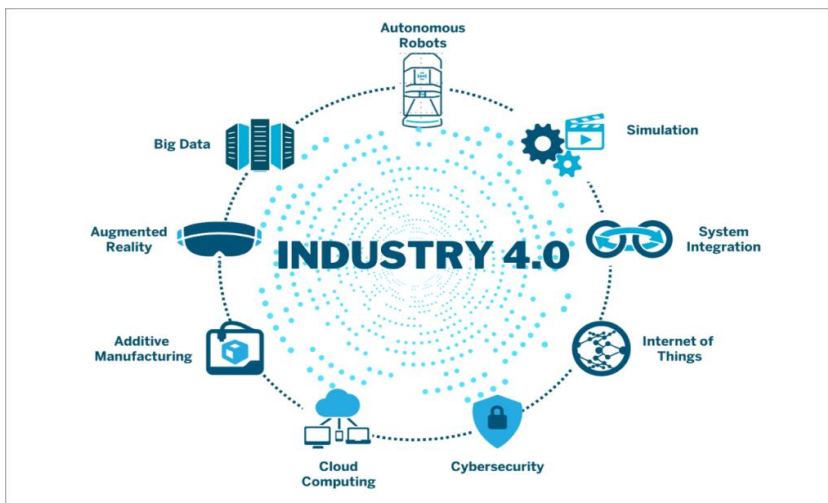 Autonomous
Robots
Big Data
Simulation
Augmented
Reality
INDUSTRY 4.0
System
Integration
Additive
Manufacturing
Internet of
Things
Cloud
Computing
Cybersecurity